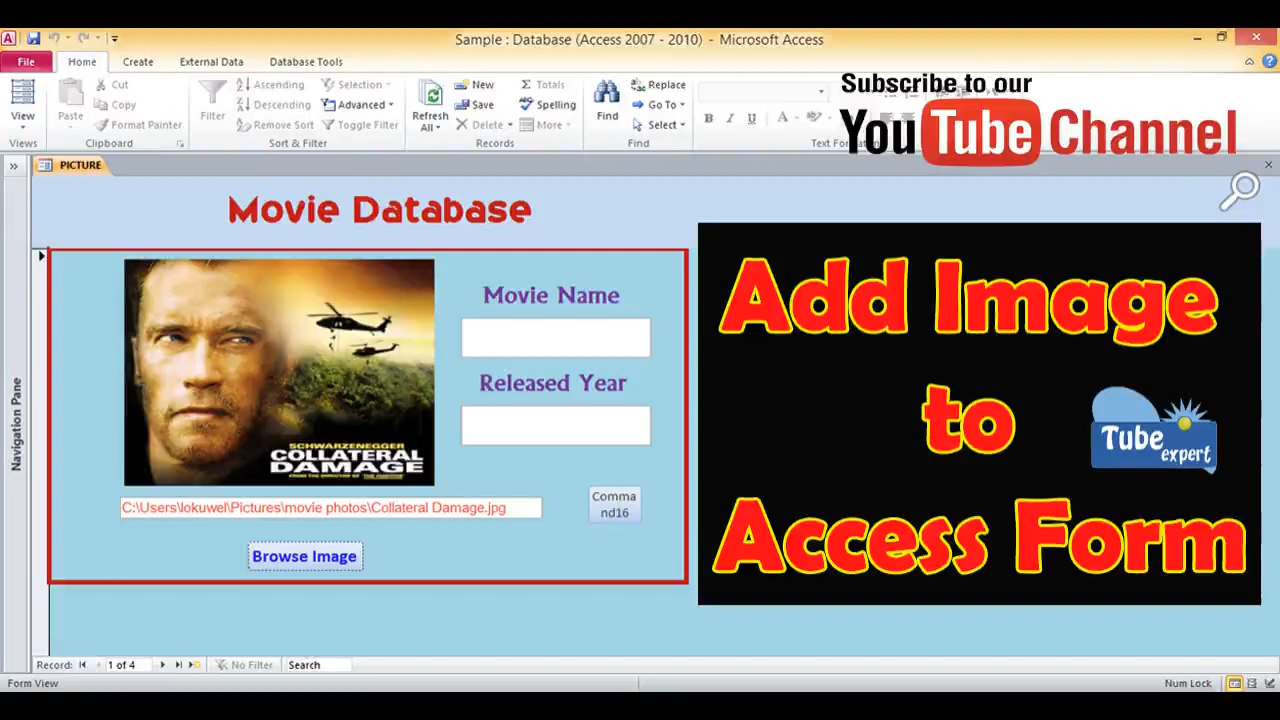 Sample : Database (Access 2007 - 2010) - Microsoft Access
File Home Create External Data Database Tools
Subscribe to our
YouTube Channel
View
Views
Paste
Cut
Copy
Format Painter
Clipboard
Filter
Ascending
Descending
Remove Sort
Selection
Advanced
Toggle Filter
Sort & Filter
Refresh
All
New
Save
Delete
Totals
Spelling
More
Records
Find
Replace
Go To
Select
Find
B I U A
PICTURE
Navigation Pane
Movie Database
SCHWARZENEGGER
COLLATERAL
DAMAGE
C:\Users\lokuwel\Pictures\movie photos\Collateral Damage.jpg
Browse Image
Movie Name
Released Year
Comma
nd16
Add Image
to
Access Form
Tube
expert
Record: 1 of 4 No Filter Search
Form View
Num Lock